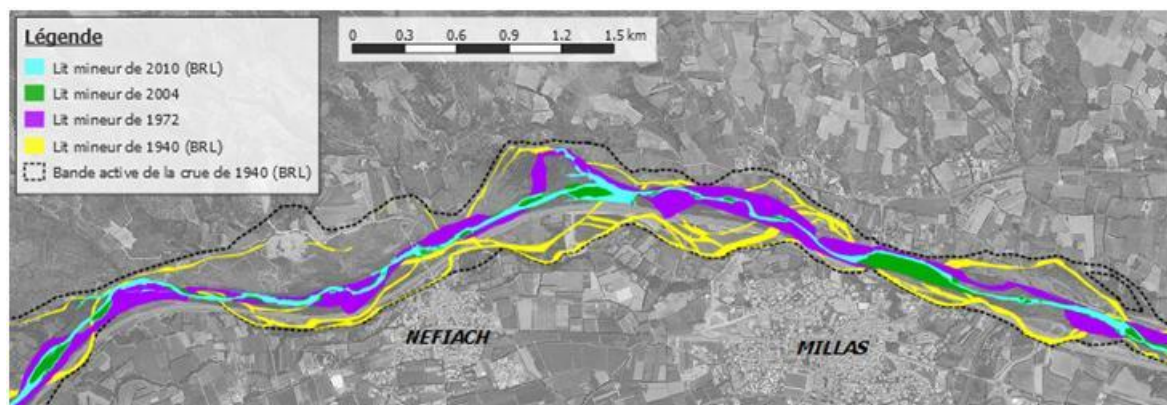 Légende
Lit mineur de 2010 (BRL)
Lit mineur de 2004
Lit mineur de 1972
Lit mineur de 1940 (BRL)
Bande active de la crue de 1940 (BRL)
0 0.3 0.6 0.9 1.2 1.5 km
NEFIACH
MILLAS